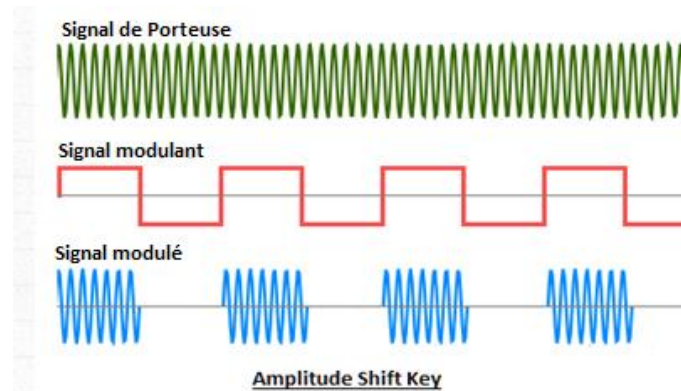 Signal de Porteuse
Signal modulant
Signal modulé
Amplitude Shift Key